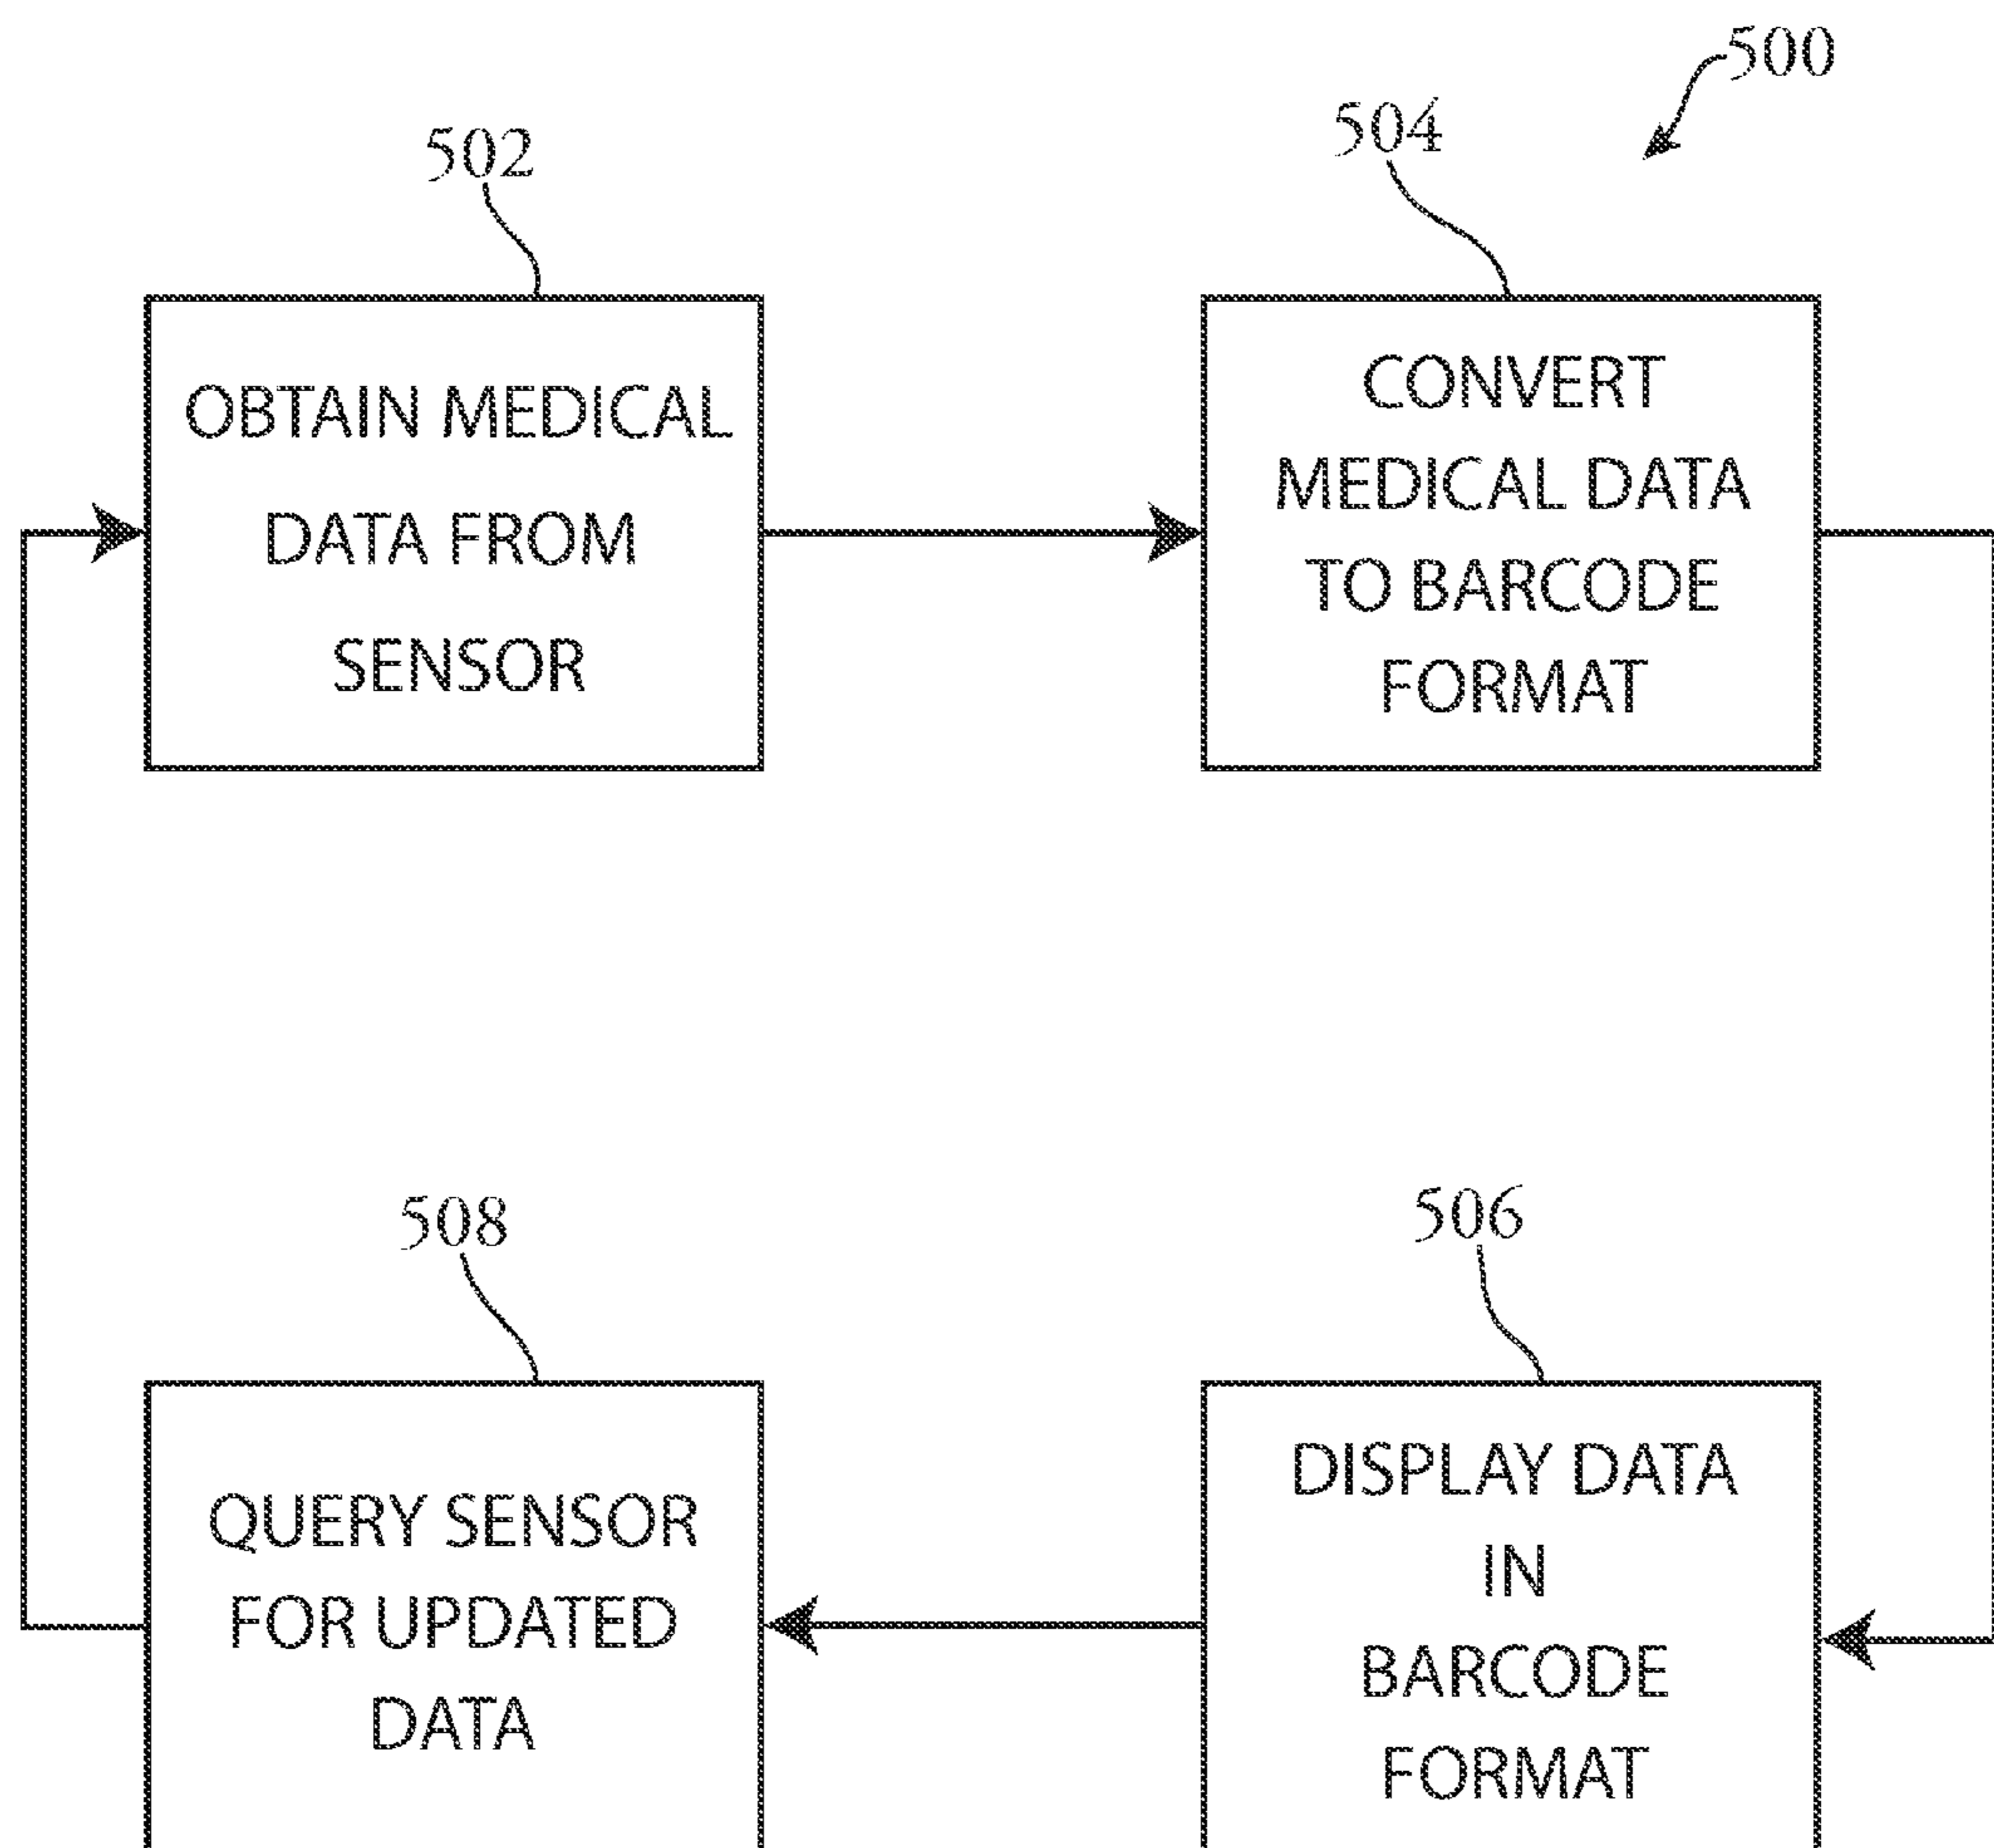 500
502
504
OBTAIN MEDICAL
DATA FROM
SENSOR
CONVERT
MEDICAL DATA
TO BARCODE
FORMAT
508
506
QUERY SENSOR
FOR UPDATED
DATA
DISPLAY DATA
IN
BARCODE
FORMAT